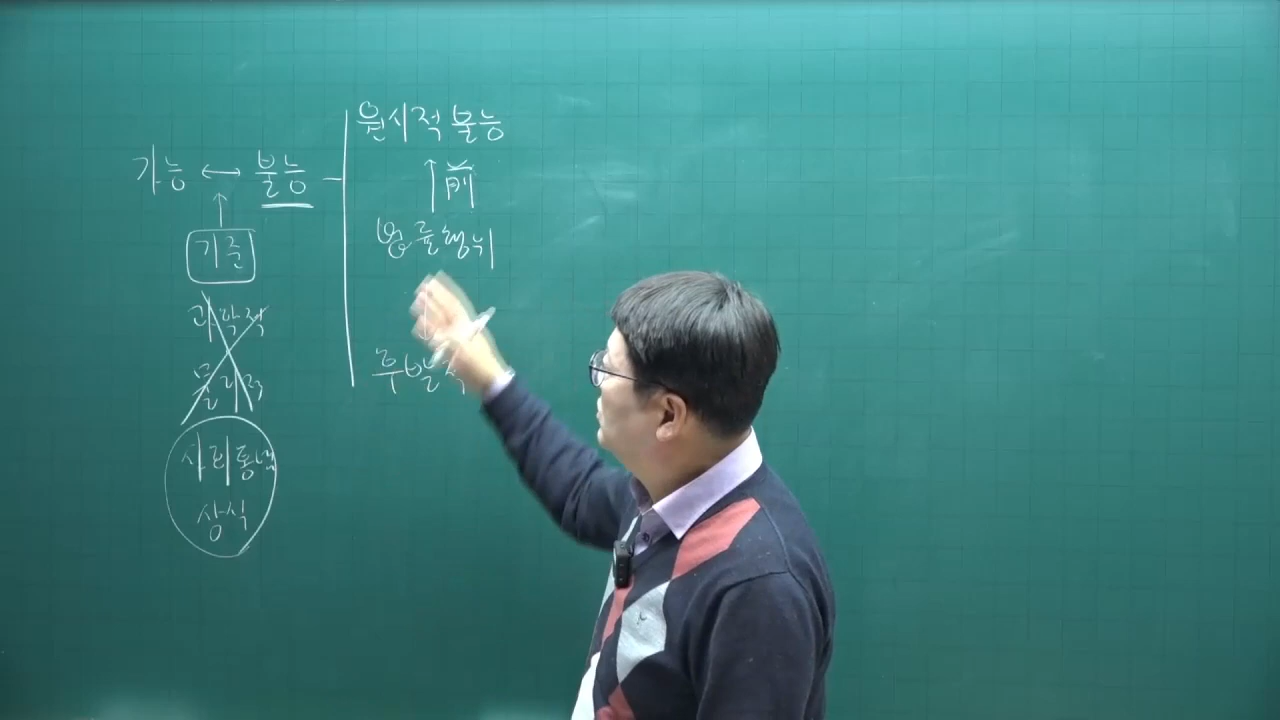 가능 ↔ 불능
기준
과학적
물리적
사회통념
상식
원시적 불능
↑ 前
법률행위
후발적